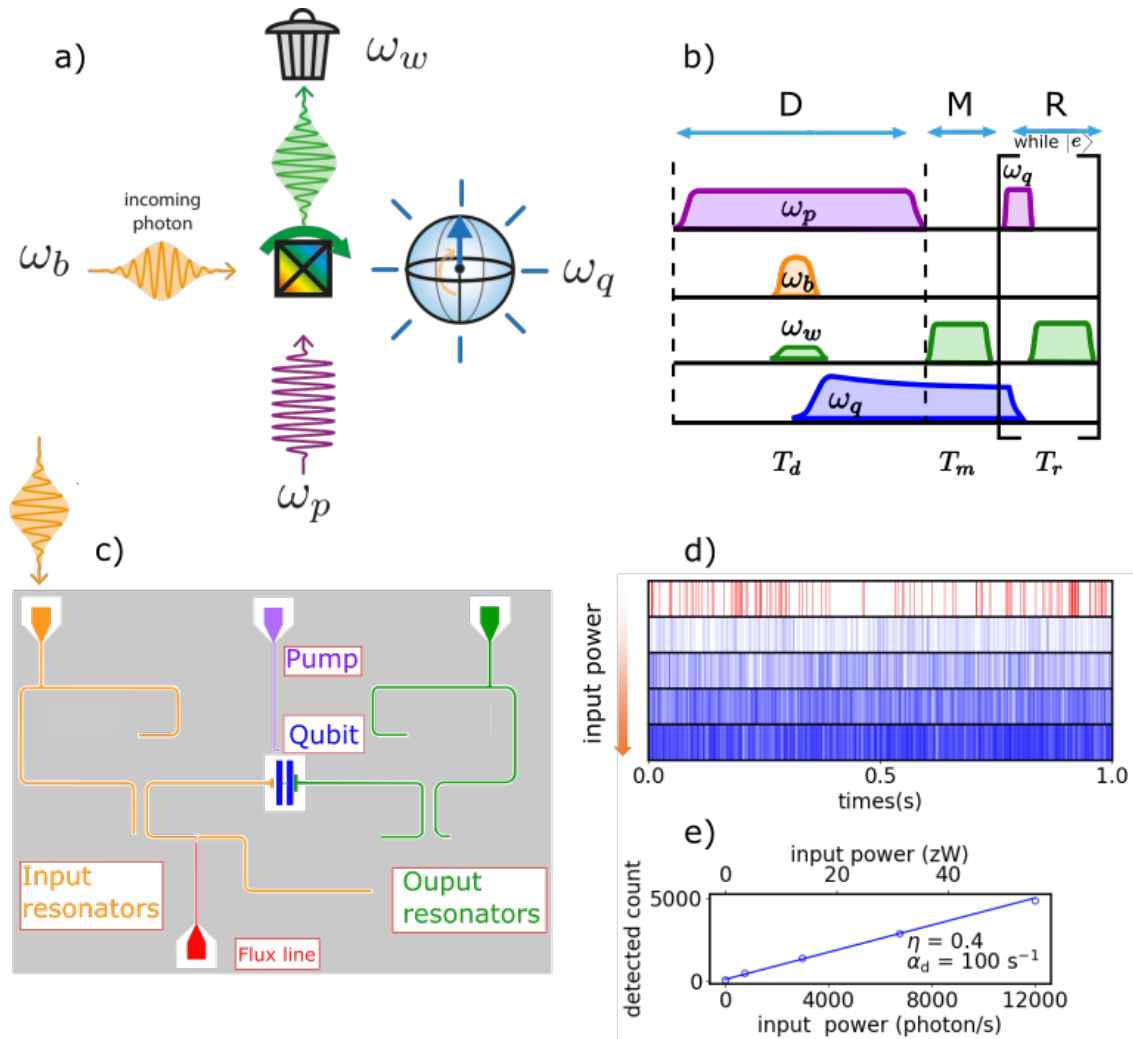 a)
ω_w
incoming
photon
ω_b
ω_q
ω_p
b)
D M R
while |e⟩
ω_q
ω_p
ω_b
ω_w
ω_q
T_d T_m T_r
c)
Pump
Qubit
Input
resonators
Ouput
resonators
Flux line
d)
input power
0.0 0.5 1.0
times(s)
e)
input power (zW)
0 20 40
detected count
5000
0
η = 0.4
α_d = 100 s⁻¹
0 4000 8000 12000
input power (photon/s)